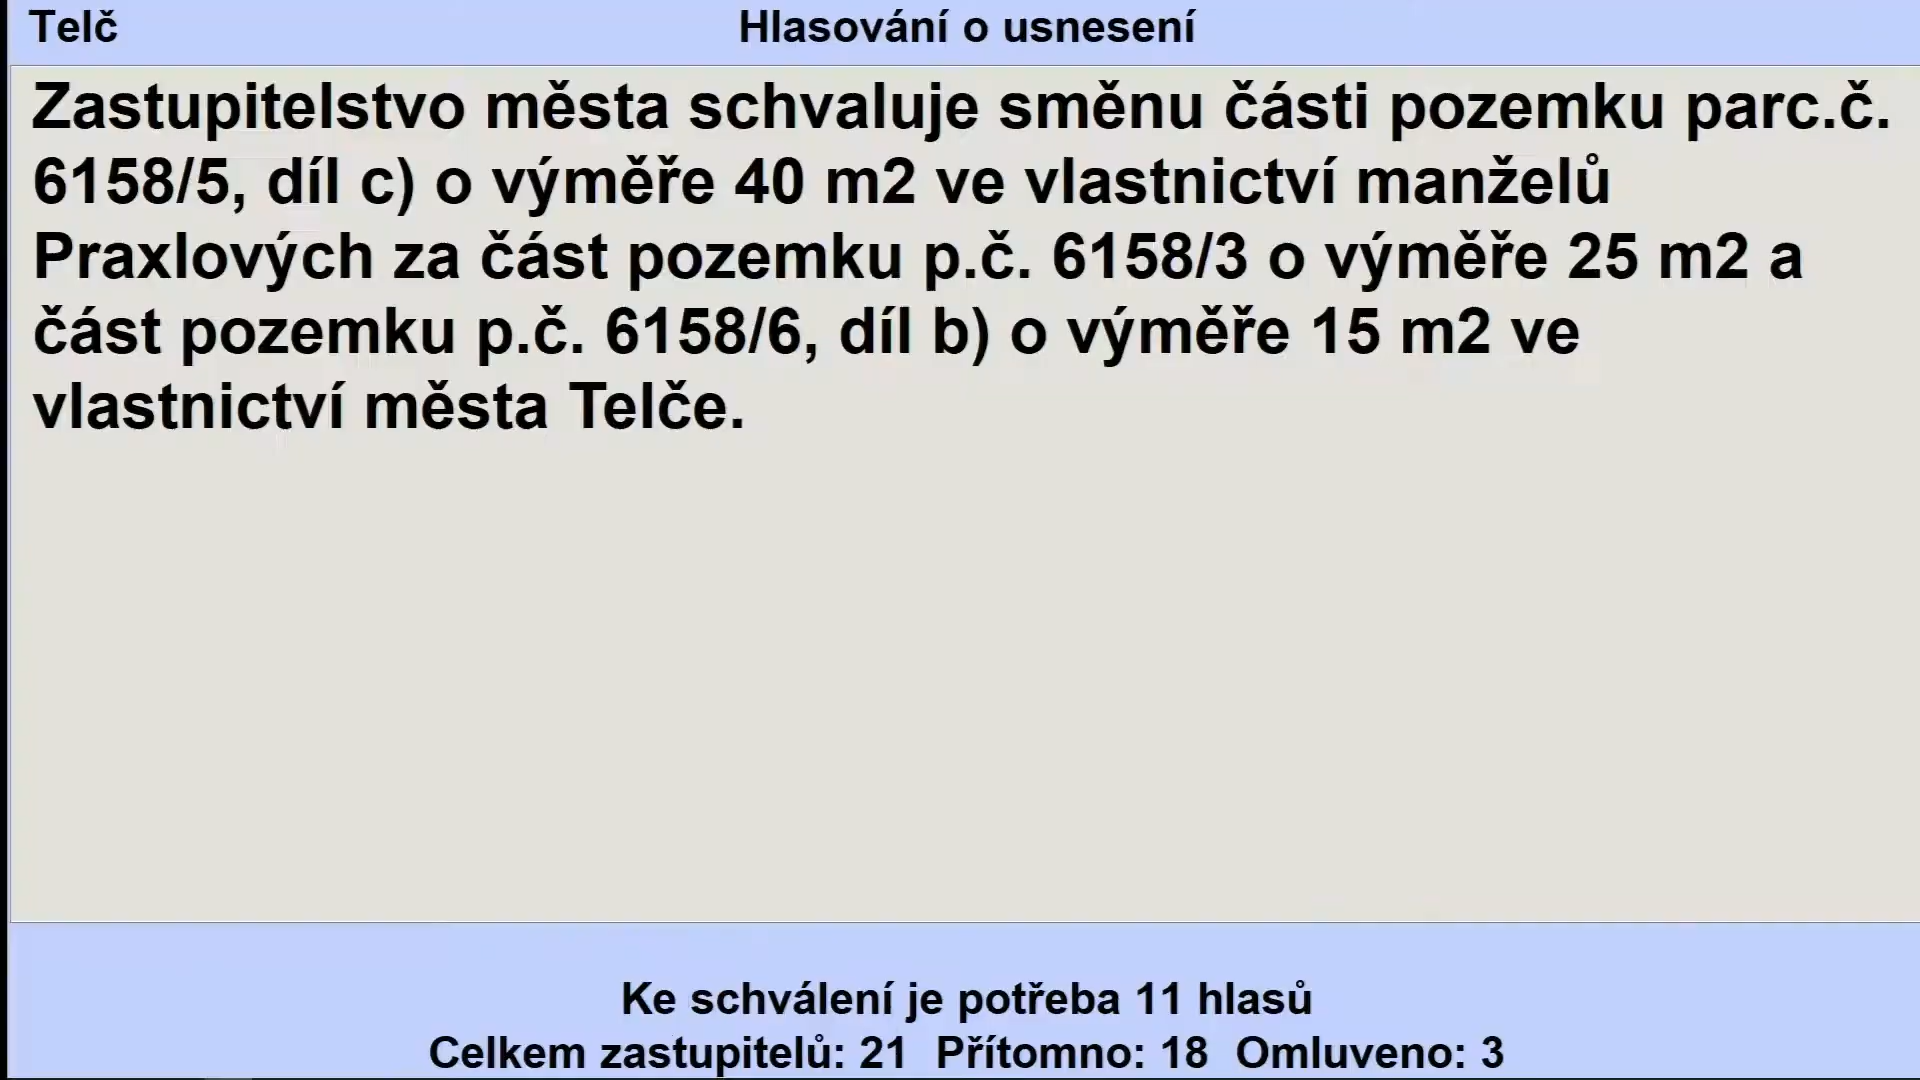 Telč
Hlasování o usnesení
Zastupitelstvo města schvaluje směnu části pozemku parc.č.
6158/5, díl c) o výměře 40 m2 ve vlastnictví manželů
Praxlových za část pozemku p.č. 6158/3 o výměře 25 m2 a
část pozemku p.č. 6158/6, díl b) o výměře 15 m2 ve
vlastnictví města Telče.
Ke schválení je potřeba 11 hlasů
Celkem zastupitelů: 21 Přítomno: 18 Omluveno: 3